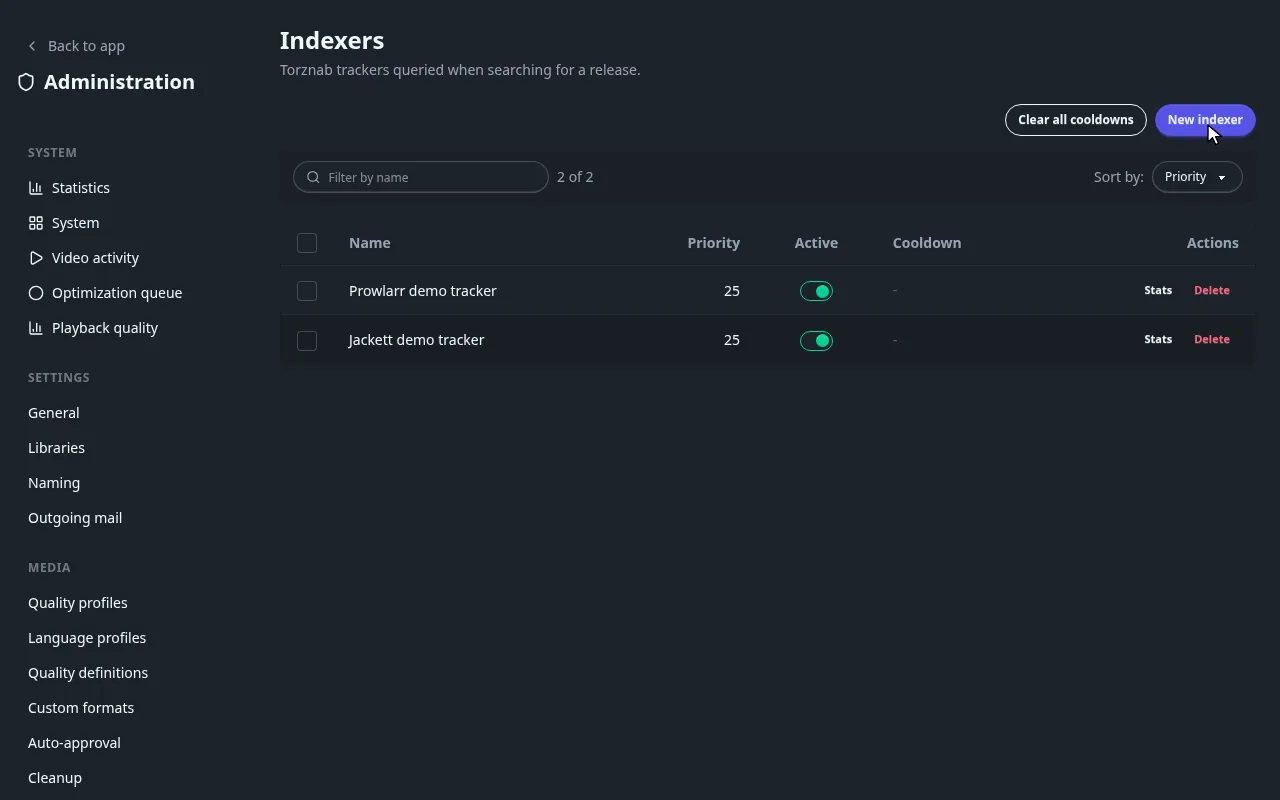 Back to app
Administration
SYSTEM
Statistics
System
Video activity
Optimization queue
Playback quality
SETTINGS
General
Libraries
Naming
Outgoing mail
MEDIA
Quality profiles
Language profiles
Quality definitions
Custom formats
Auto-approval
Cleanup
Indexers
Torznab trackers queried when searching for a release.
Clear all cooldowns New indexer
Filter by name 2 of 2 Sort by: Priority
Name Priority Active Cooldown Actions
Prowlarr demo tracker 25 - Stats Delete
Jackett demo tracker 25 - Stats Delete